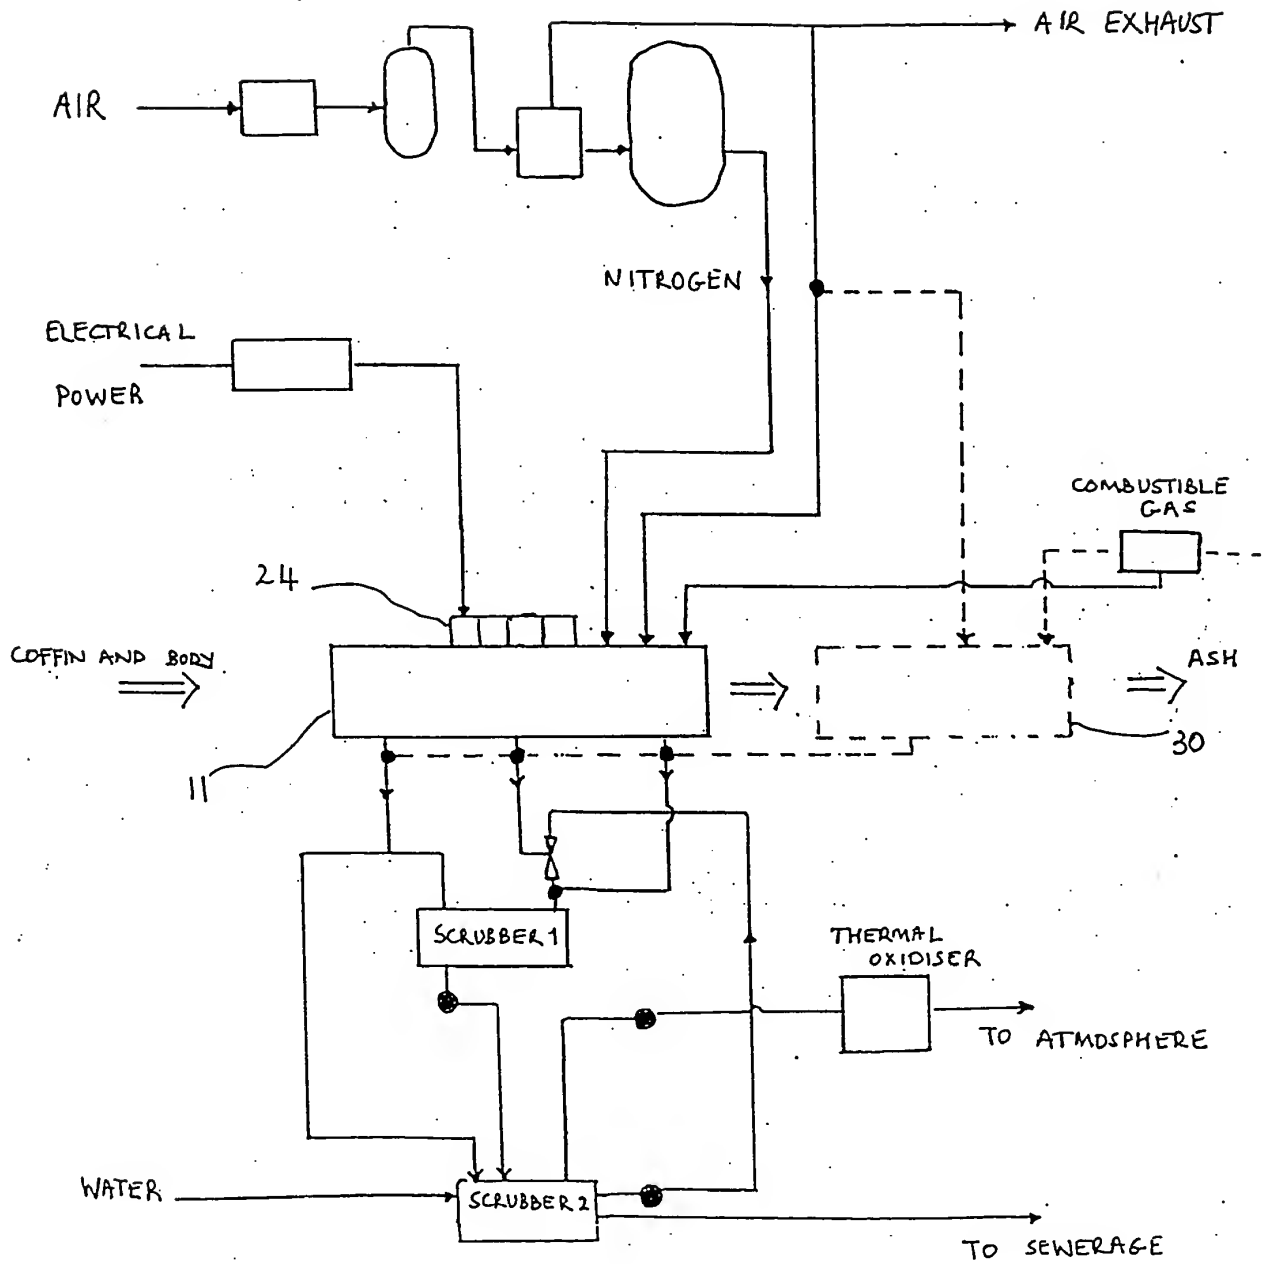 AIR EXHAUST
AIR
NITROGEN
ELECTRICAL
POWER
COMBUSTIBLE
GAS
24
COFFIN AND BODY
ASH
11
30
SCRUBBER 1
THERMAL
OXIDISER
TO ATMOSPHERE
WATER
SCRUBBER 2
TO SEWERAGE